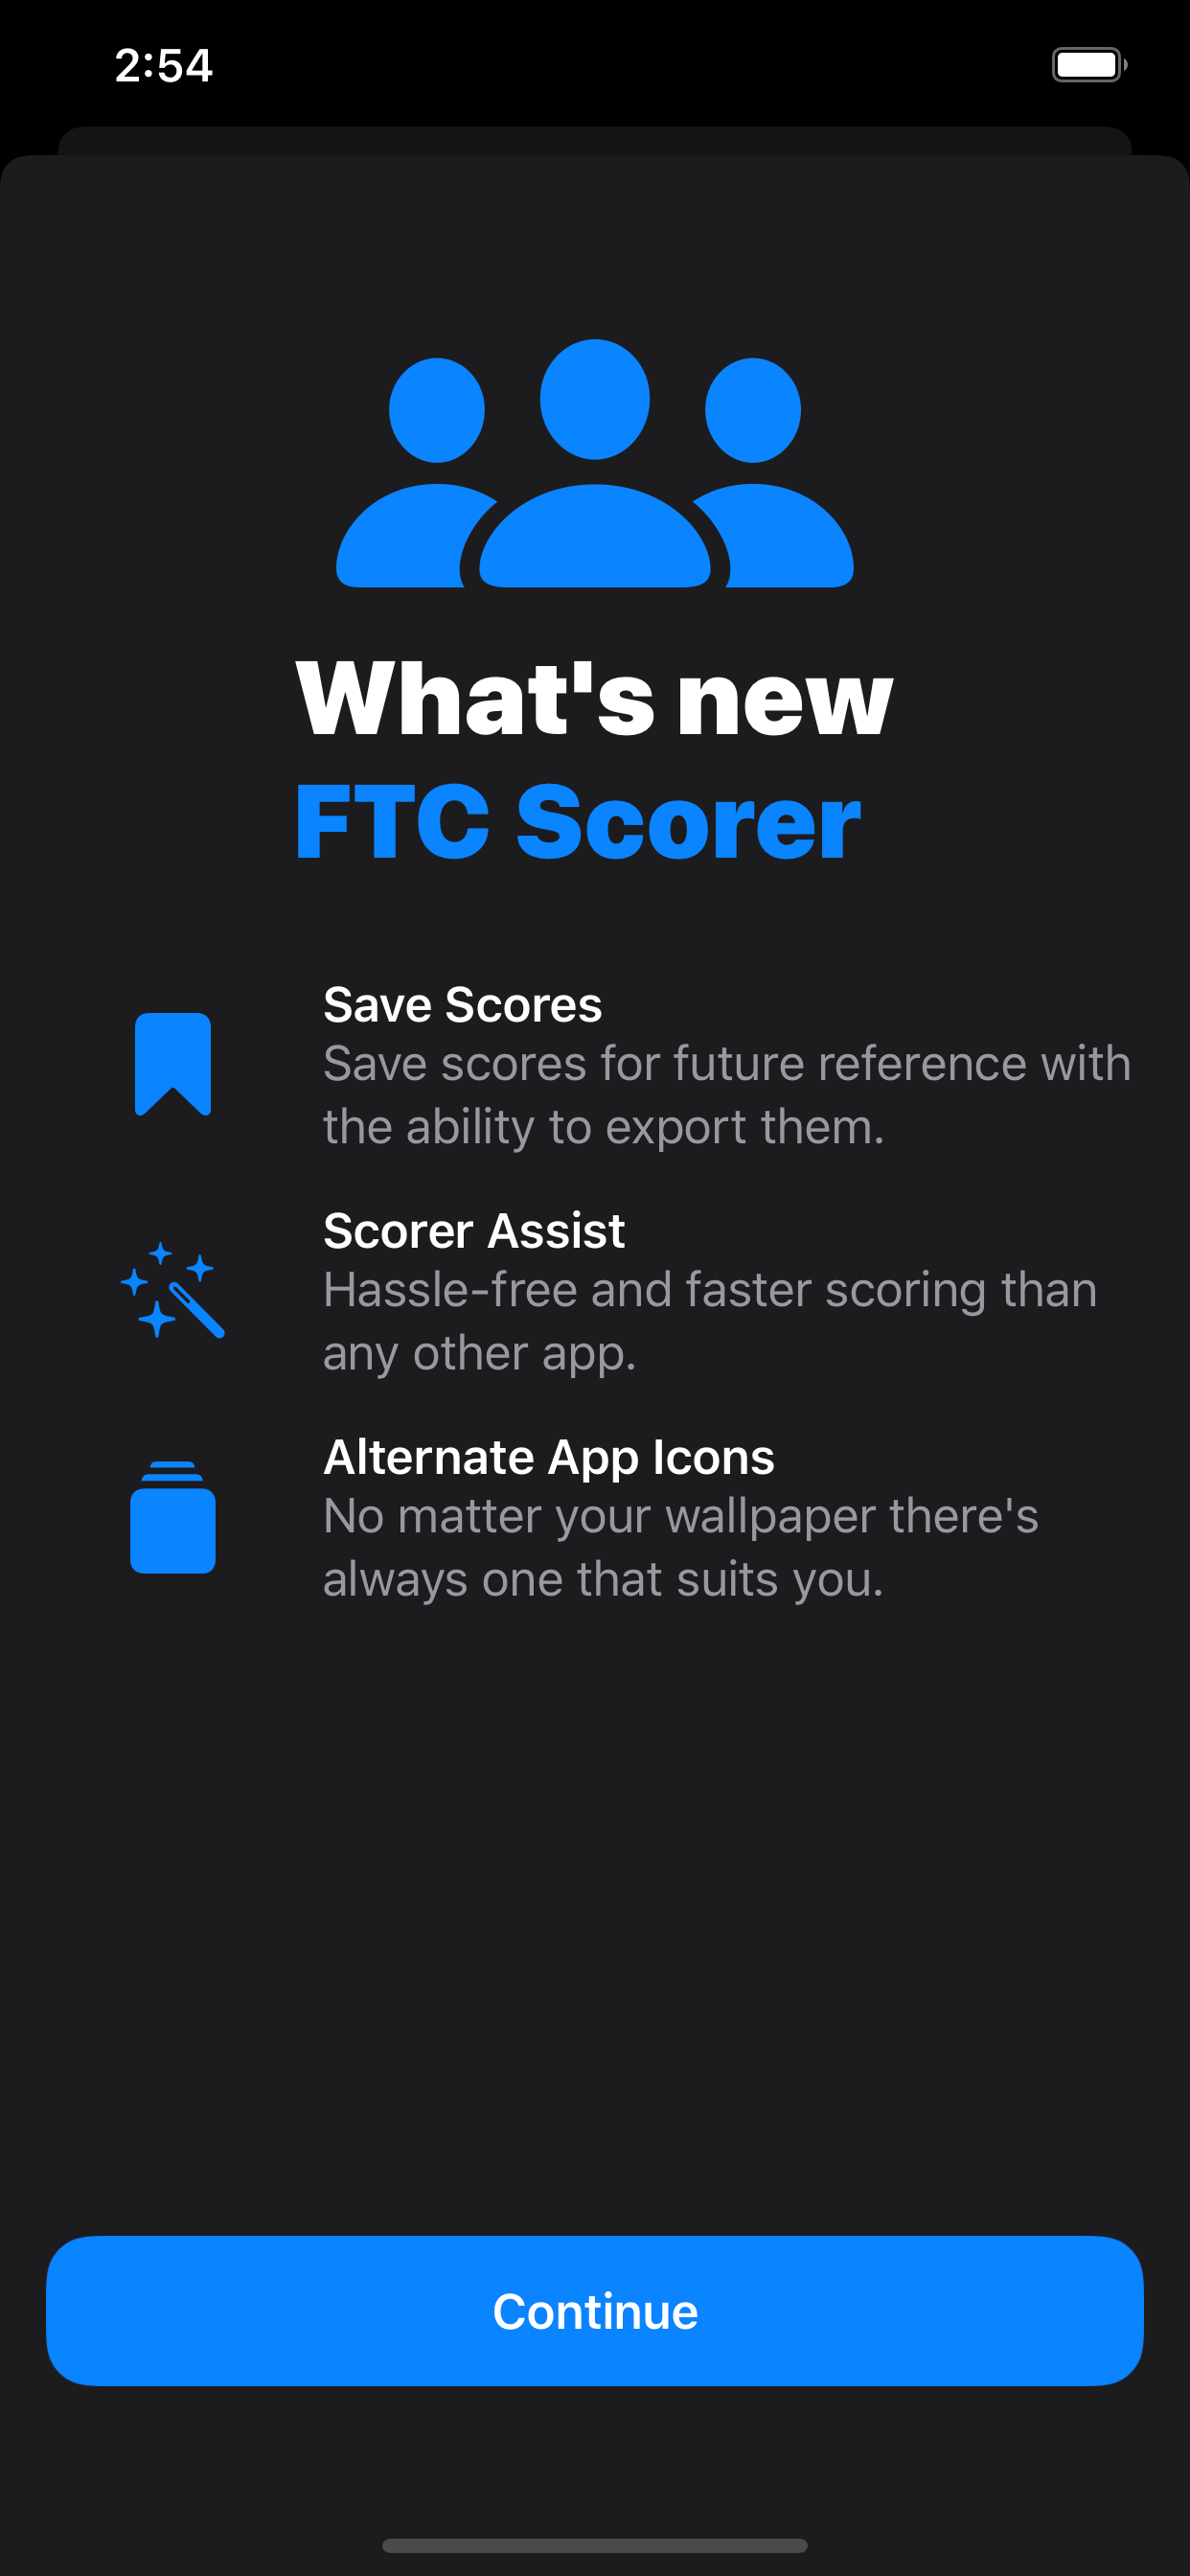 2:54
What's new
FTC Scorer
Save Scores
Save scores for future reference with
the ability to export them.
Scorer Assist
Hassle-free and faster scoring than
any other app.
Alternate App Icons
No matter your wallpaper there's
always one that suits you.
Continue